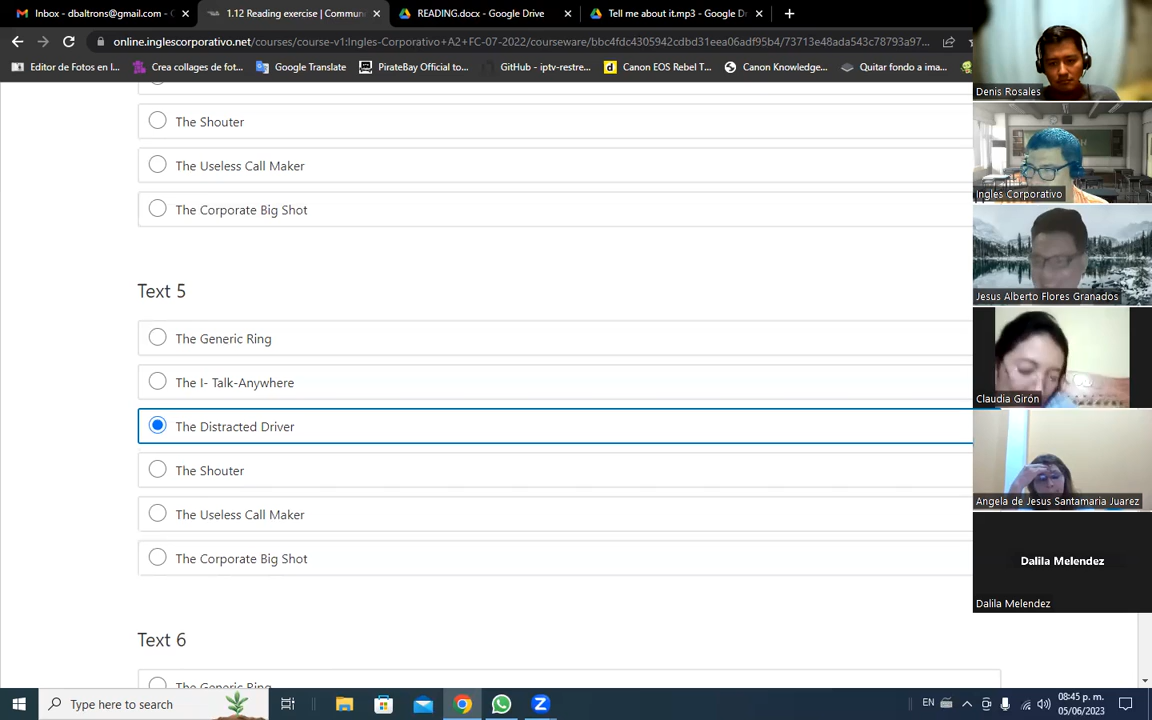 Inbox - dbaltrons@gmail.com - G
1.12 Reading exercise | Commun
READING.docx - Google Drive
Tell me about it.mp3 - Google Dr
online.inglescorporativo.net/courses/course-v1:Ingles-Corporativo+A2+FC-07-2022/courseware/bbc4fdc4305942cdbd31eea06adf95b4/73713e48ada543c78793a97...
Editor de Fotos en l...
Crea collages de fot...
Google Translate
PirateBay Official to...
GitHub - iptv-restre...
Canon EOS Rebel T...
Canon Knowledge...
Quitar fondo a ima...
The Shouter
The Useless Call Maker
The Corporate Big Shot
Text 5
The Generic Ring
The I- Talk-Anywhere
The Distracted Driver
The Shouter
The Useless Call Maker
The Corporate Big Shot
Text 6
The Generic Ring
Denis Rosales
Ingles Corporativo
Jesus Alberto Flores Granados
Claudia Girón
Angela de Jesus Santamaria Juarez
Dalila Melendez
Dalila Melendez
Type here to search
EN
08:45 p. m.
05/06/2023